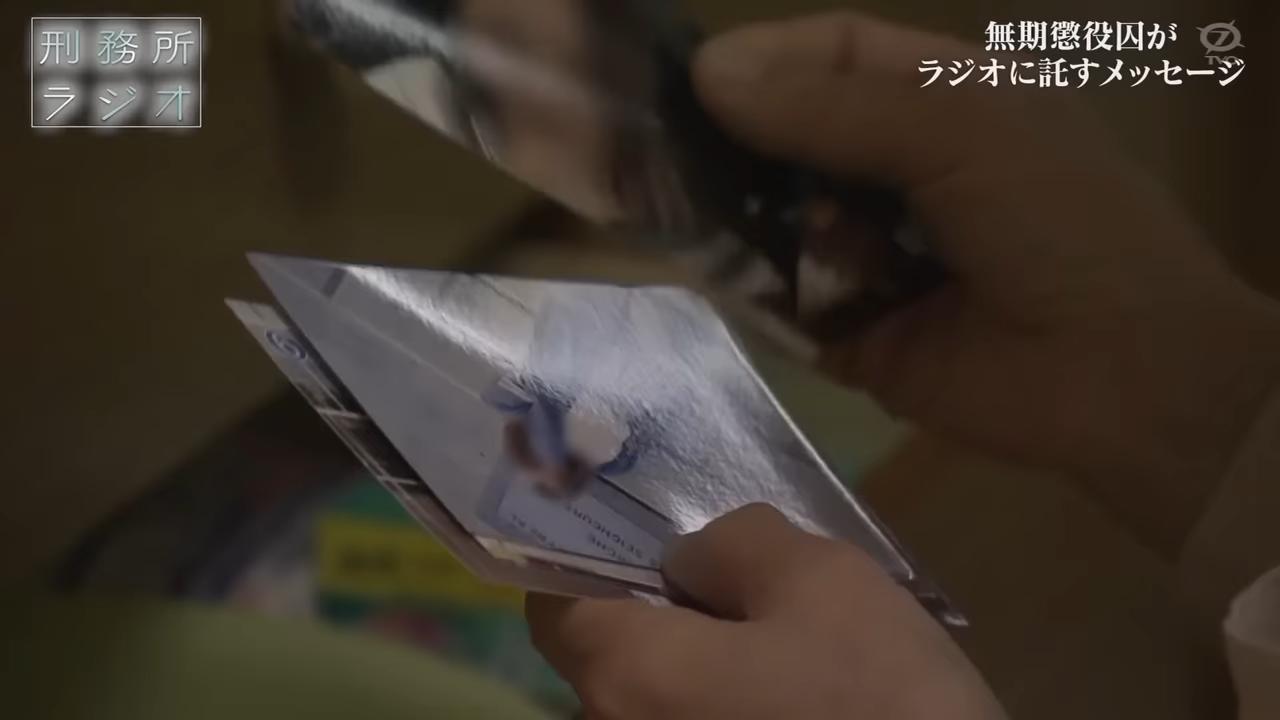 刑務所
ラジオ
無期懲役囚が
ラジオに託すメッセージ